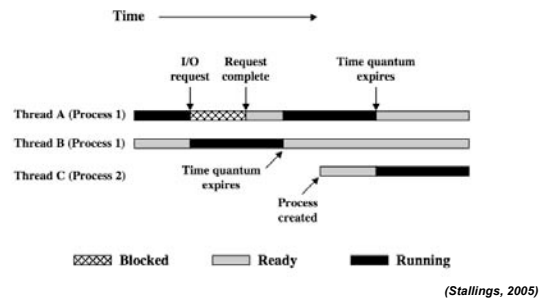 Time
I/O
request
Request
complete
Time quantum
expires
Thread A (Process 1)
Thread B (Process 1)
Time quantum
expires
Thread C (Process 2)
Process
created
Blocked
Ready
Running
(Stallings, 2005)